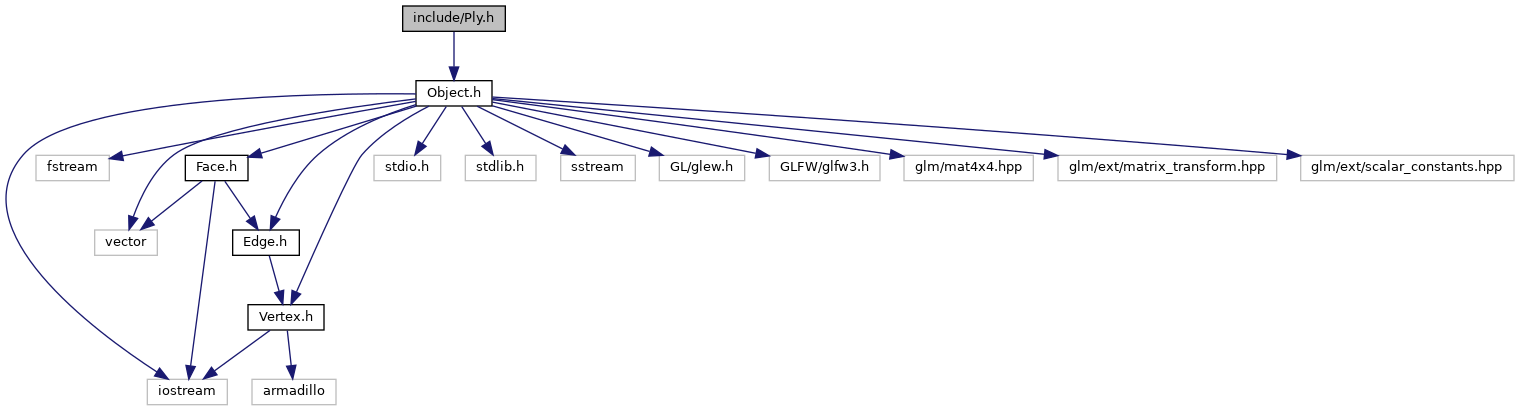 include/Ply.h
Object.h
fstream
Face.h
stdio.h
stdlib.h
sstream
GL/glew.h
GLFW/glfw3.h
glm/mat4x4.hpp
glm/ext/matrix_transform.hpp
glm/ext/scalar_constants.hpp
vector
Edge.h
Vertex.h
iostream
armadillo